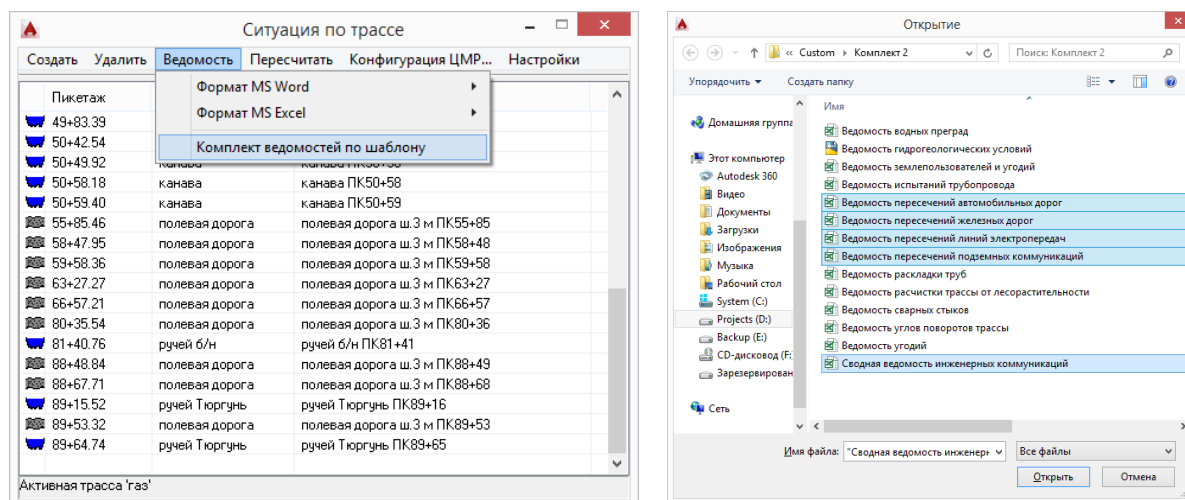 Ситуация по трассе
Создать Удалить Ведомость Пересчитать Конфигурация ЦМР... Настройки
Формат MS Word
Формат MS Excel
Комплект ведомостей по шаблону
Пикетаж
49+83.39
50+42.54
50+49.92 канава
50+58.18 канава канава ПК50+58
50+59.40 канава канава ПК50+59
55+85.46 полевая дорога полевая дорога ш.3 м ПК55+85
58+47.95 полевая дорога полевая дорога ш.3 м ПК58+48
59+58.36 полевая дорога полевая дорога ш.3 м ПК59+58
63+27.27 полевая дорога полевая дорога ш.3 м ПК63+27
66+57.21 полевая дорога полевая дорога ш.3 м ПК66+57
80+35.54 полевая дорога полевая дорога ш.3 м ПК80+36
81+40.76 ручей б/н ручей б/н ПК81+41
88+48.84 полевая дорога полевая дорога ш.3 м ПК88+49
88+67.71 полевая дорога полевая дорога ш.3 м ПК88+68
89+15.52 ручей Тюргунь ручей Тюргунь ПК89+16
89+53.32 полевая дорога полевая дорога ш.3 м ПК89+53
89+64.74 ручей Тюргунь ручей Тюргунь ПК89+65
Активная трасса 'газ'
Открытие
« Custom Комплект 2 Поиск: Комплект 2
Упорядочить Создать папку
Домашняя группа
Этот компьютер
Autodesk 360
Видео
Документы
Загрузки
Изображения
Музыка
Рабочий стол
System (C:)
Projects (D:)
Backup (E:)
CD-дисковод (F:
Зарезервирован
Сеть
Имя
Ведомость водных преград
Ведомость гидрогеологических условий
Ведомость землепользователей и угодий
Ведомость испытаний трубопровода
Ведомость пересечений автомобильных дорог
Ведомость пересечений железных дорог
Ведомость пересечений линий электропередач
Ведомость пересечений подземных коммуникаций
Ведомость раскладки труб
Ведомость расчистки трассы от лесорастительности
Ведомость сварных стыков
Ведомость углов поворотов трассы
Ведомость угодий
Сводная ведомость инженерных коммуникаций
Имя файла: "Сводная ведомость инженерн Все файлы
Открыть Отмена